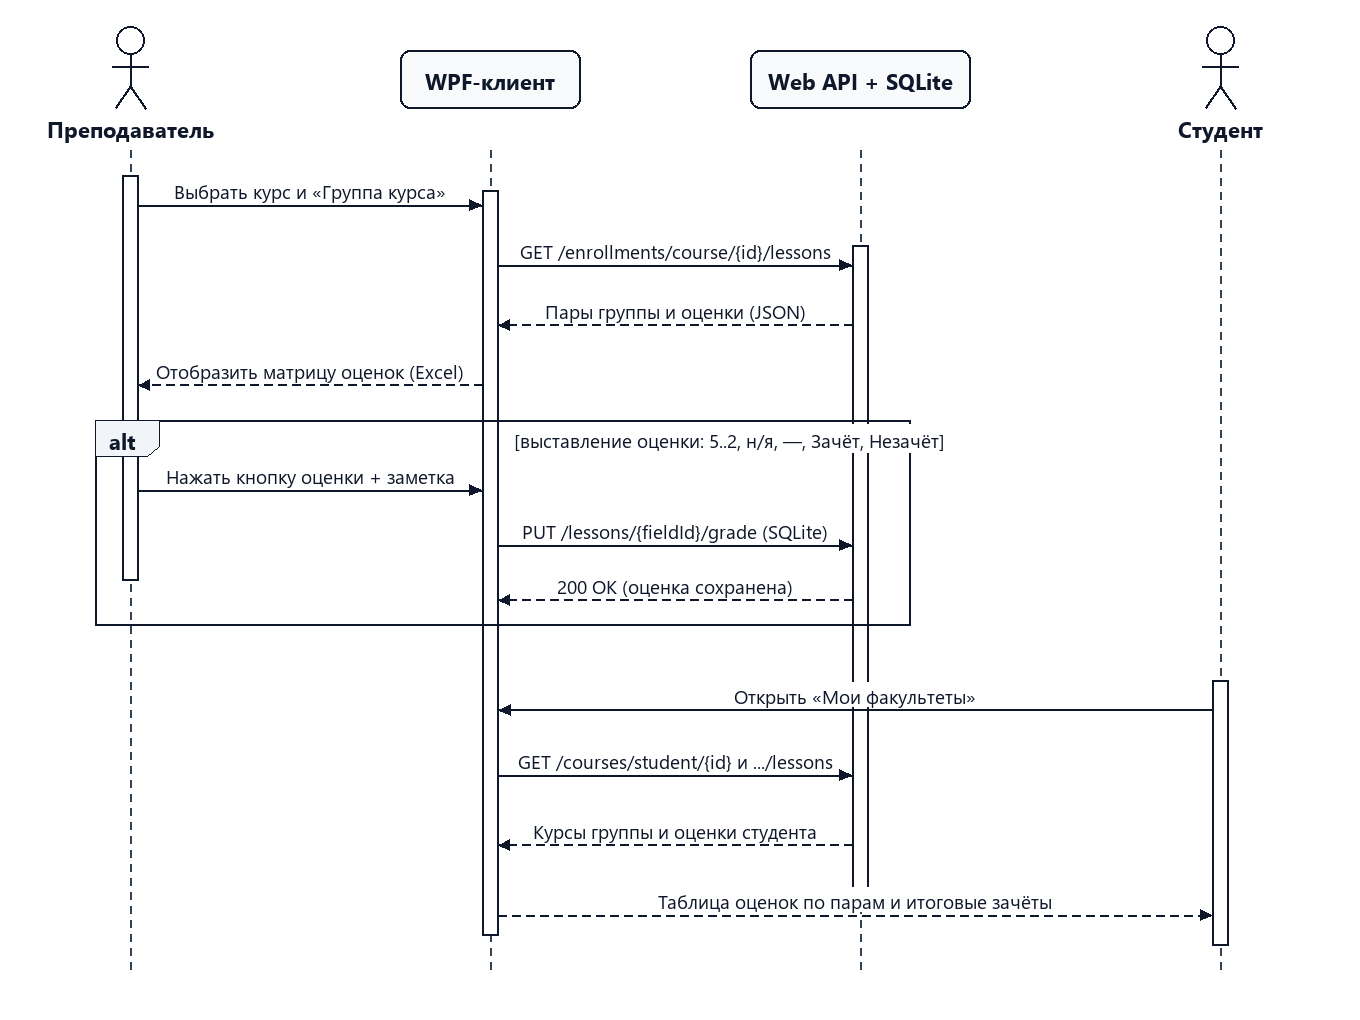 Преподаватель
WPF-клиент
Web API + SQLite
Студент
Выбрать курс и «Группа курса»
GET /enrollments/course/{id}/lessons
Пары группы и оценки (JSON)
Отобразить матрицу оценок (Excel)
alt
[выставление оценки: 5..2, н/я, —, Зачёт, Незачёт]
Нажать кнопку оценки + заметка
PUT /lessons/{fieldId}/grade (SQLite)
200 OK (оценка сохранена)
Открыть «Мои факультеты»
GET /courses/student/{id} и .../lessons
Курсы группы и оценки студента
Таблица оценок по парам и итоговые зачёты